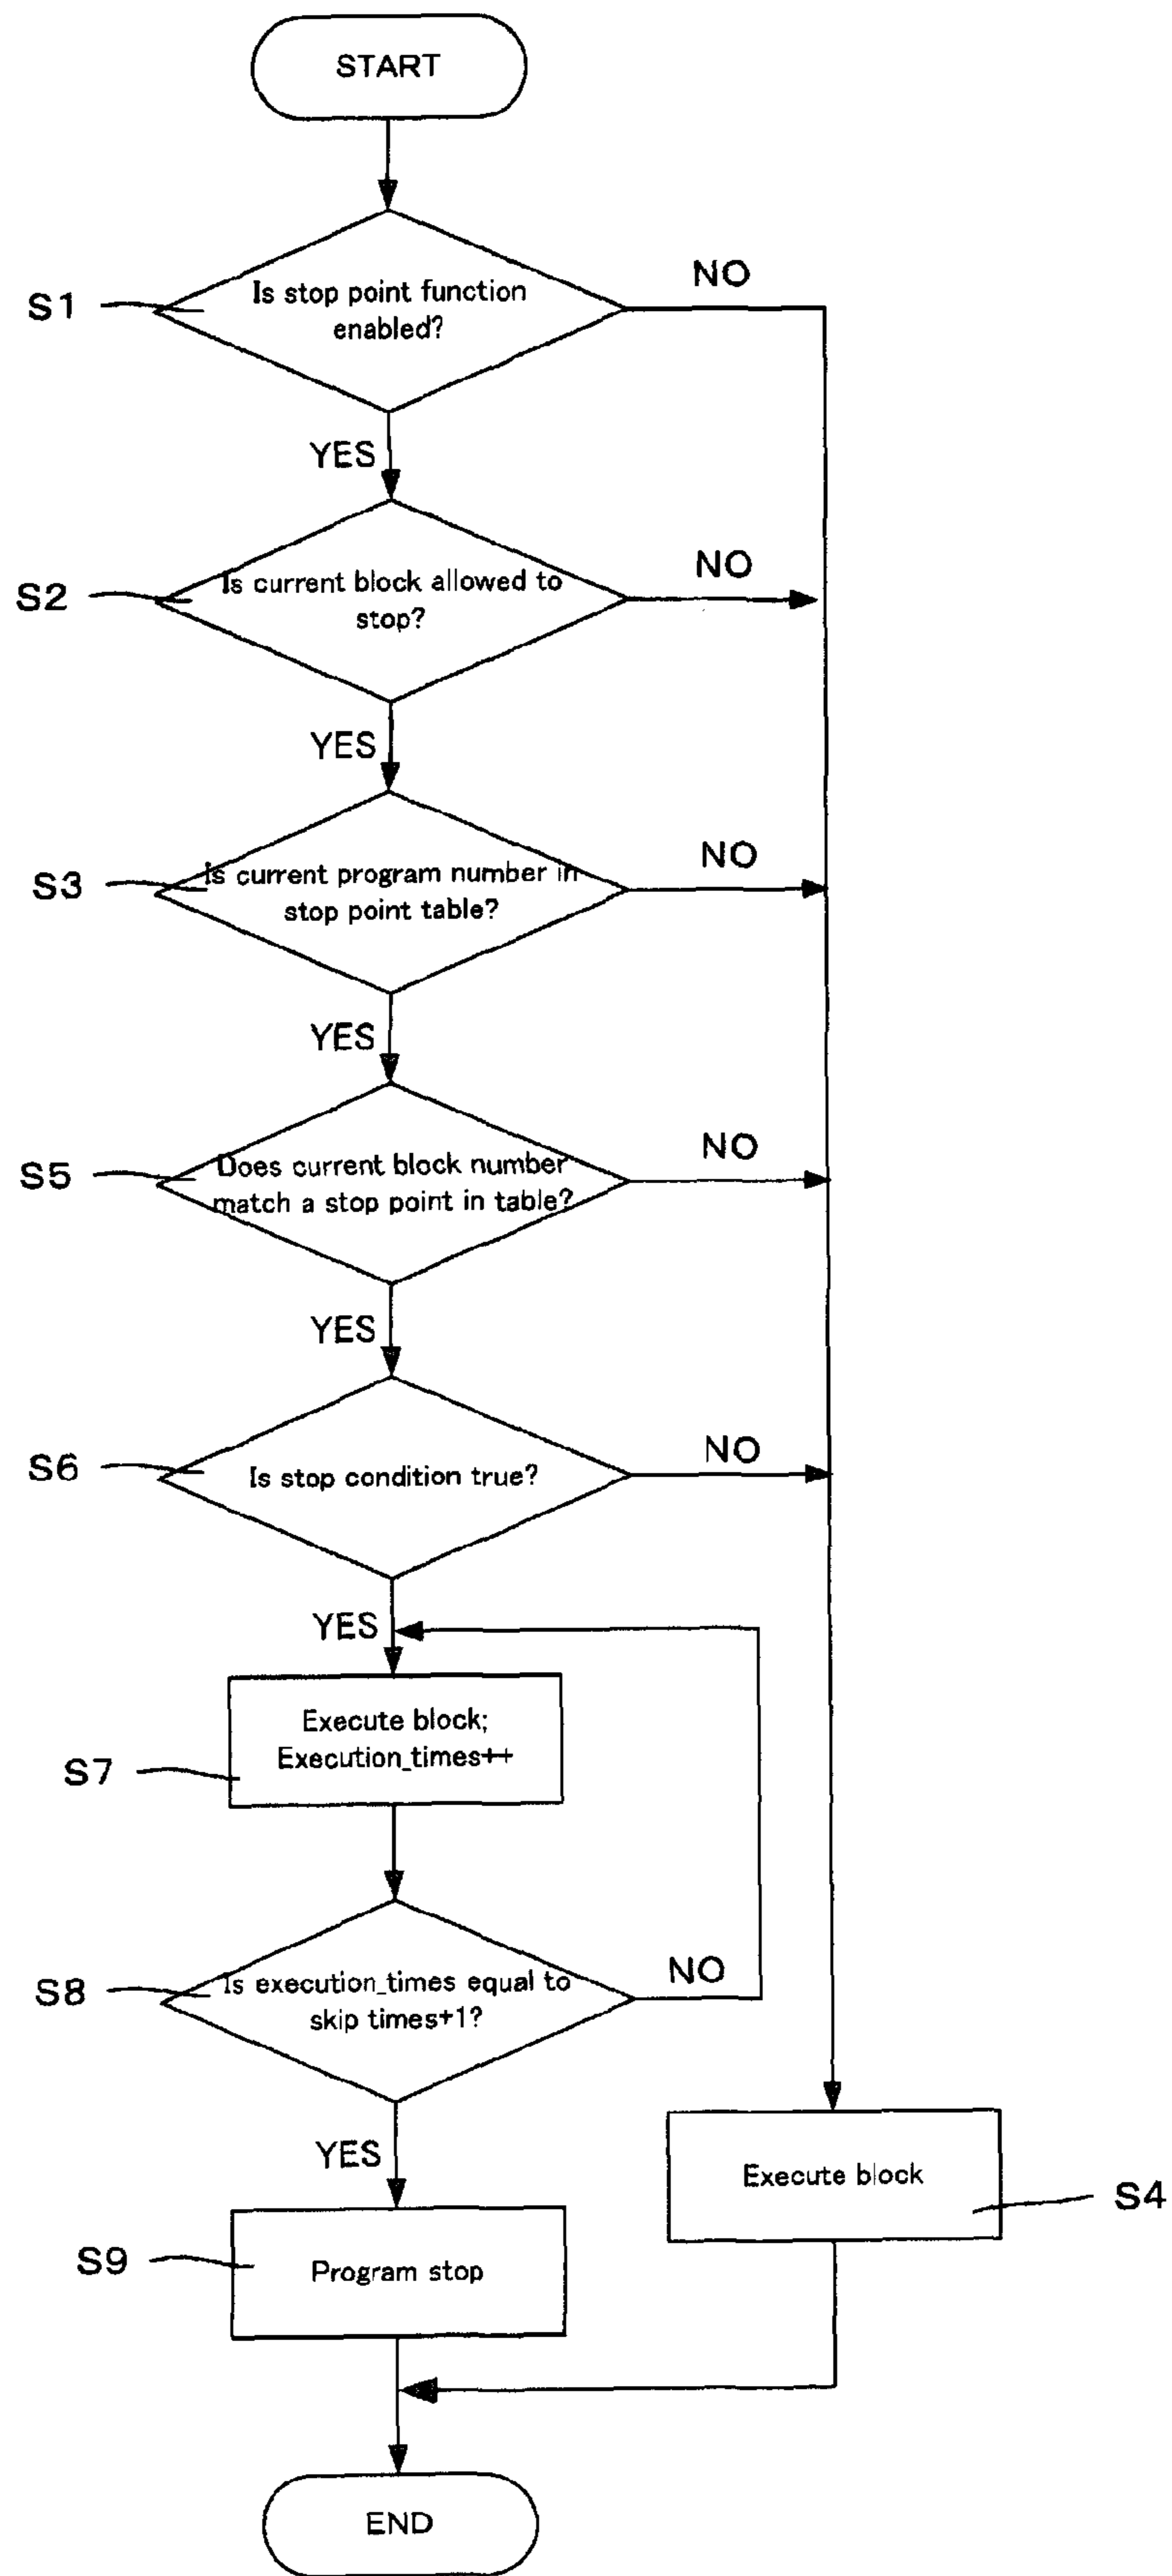 START
Is stop point function
enabled?
S1
NO
YES
Is current block allowed to
stop?
S2
NO
YES
Is current program number in
stop point table?
S3
NO
YES
Does current block number
match a stop point in table?
S5
NO
YES
Is stop condition true?
S6
NO
YES
Execute block;
Execution_times++
S7
Is execution_times equal to
skip times+1?
S8
NO
YES
Execute block
S4
Program stop
S9
END